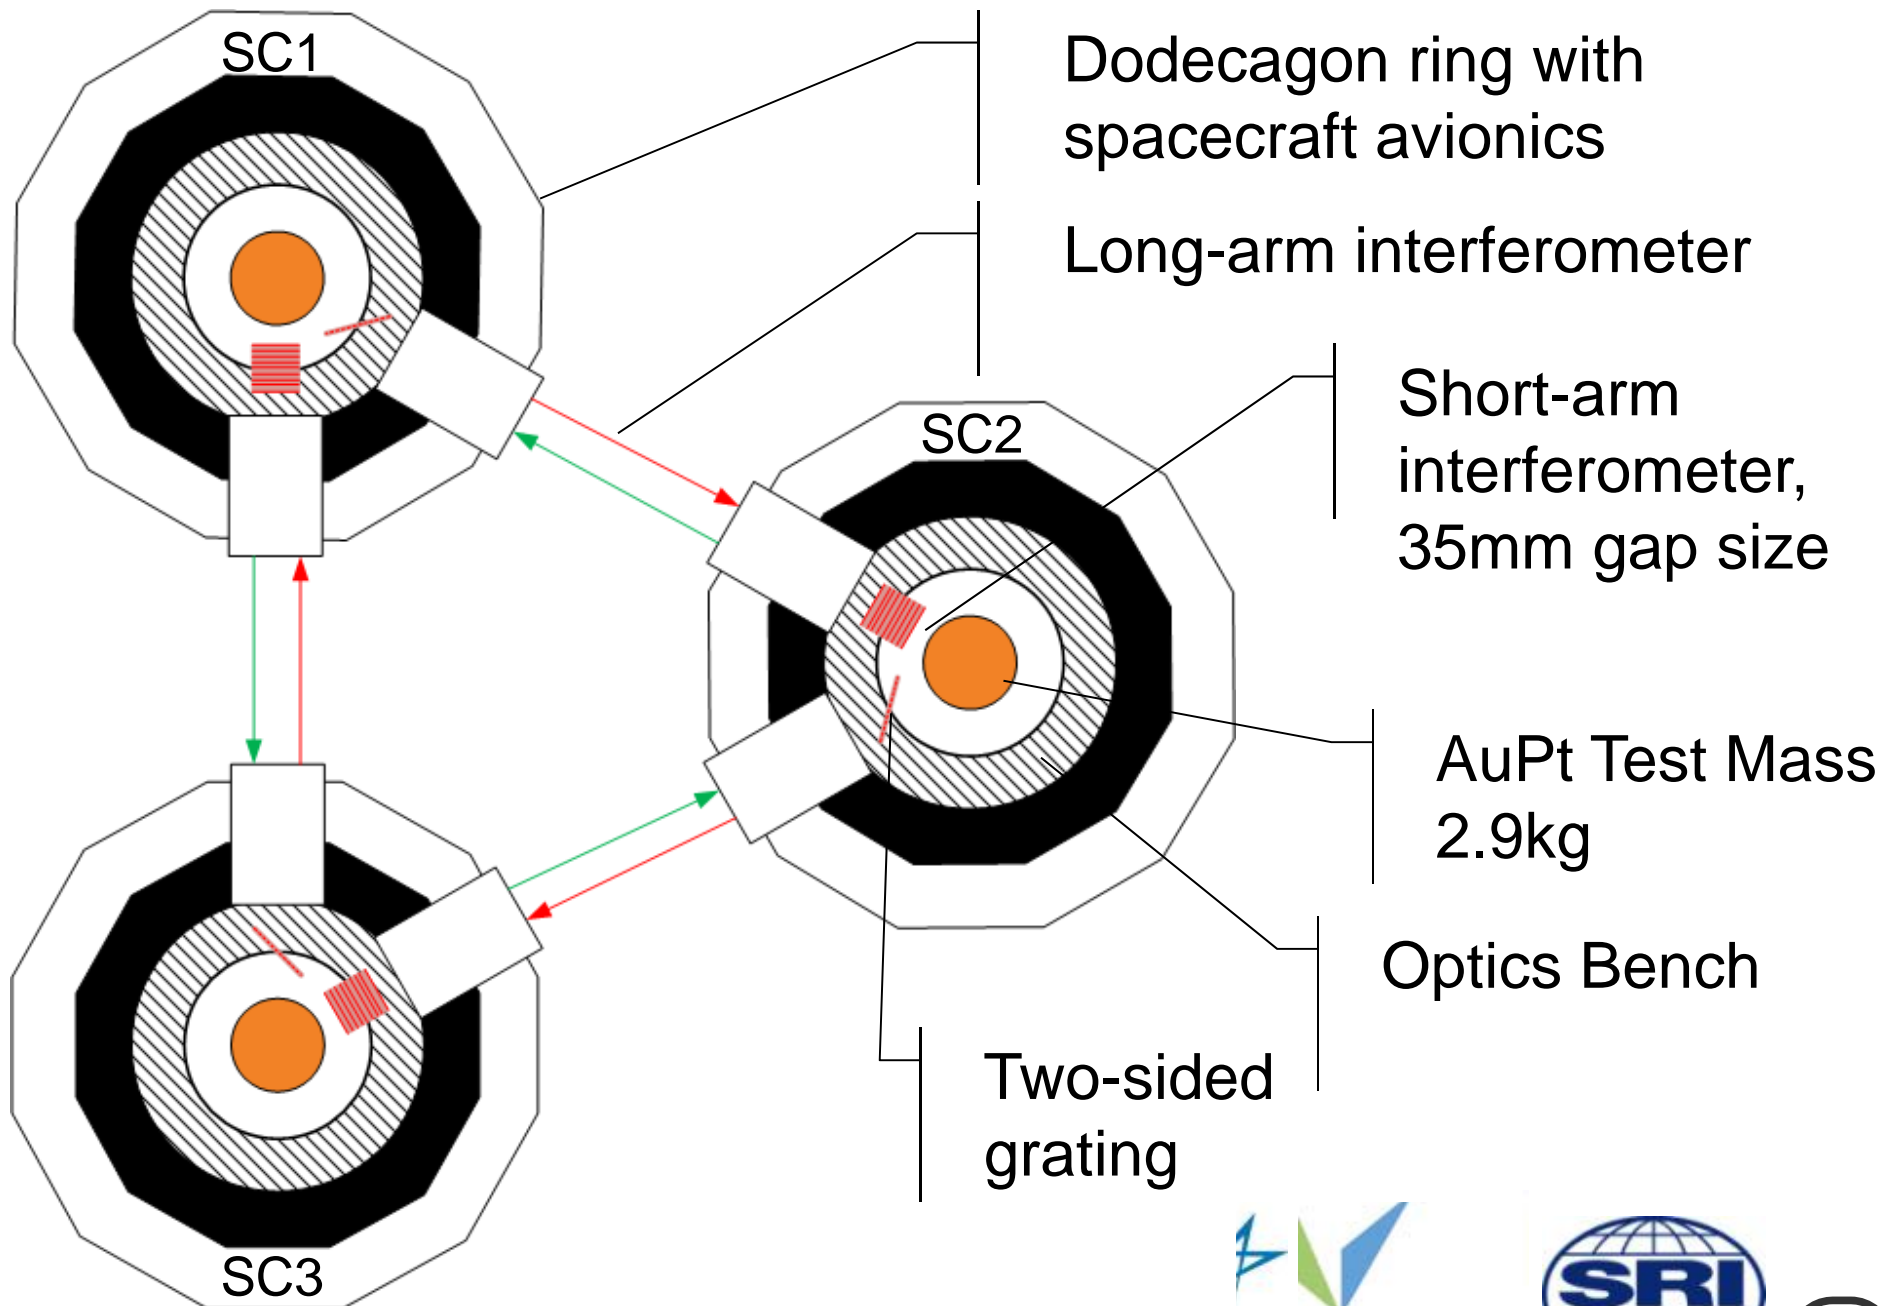 SC1
Dodecagon ring with
spacecraft avionics
Long-arm interferometer
Short-arm
interferometer,
35mm gap size
SC2
AuPt Test Mass
2.9kg
Optics Bench
Two-sided
grating
SC3
SRI